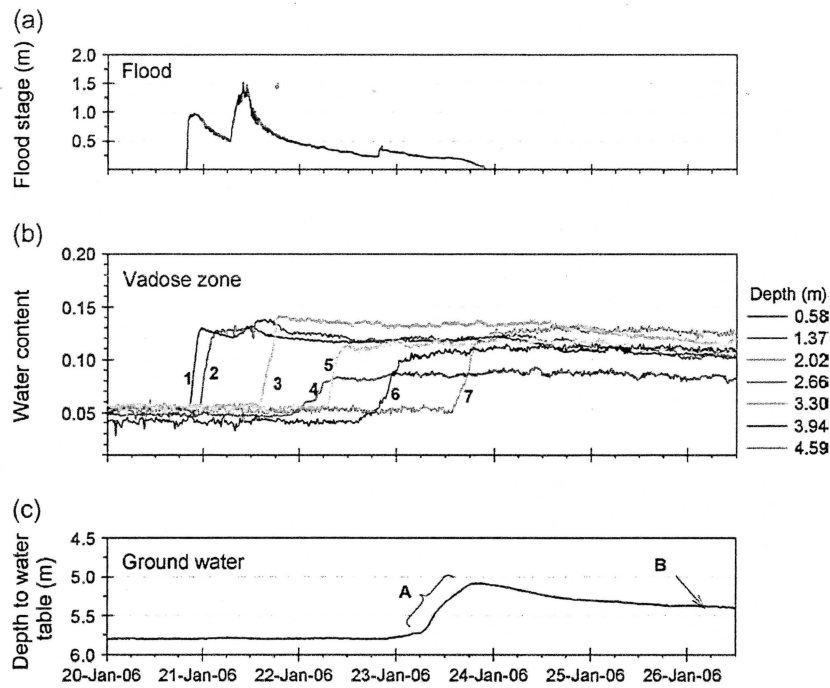 (a)
Flood stage (m)
2.0
1.5
1.0
0.5
Flood
(b)
Water content
0.20
0.15
0.10
0.05
Vadose zone
1
2
3
4
5
6
7
Depth (m)
0.58
1.37
2.02
2.66
3.30
3.94
4.59
(c)
Depth to water
table (m)
4.5
5.0
5.5
6.0
Ground water
A
B
20-Jan-06
21-Jan-06
22-Jan-06
23-Jan-06
24-Jan-06
25-Jan-06
26-Jan-06